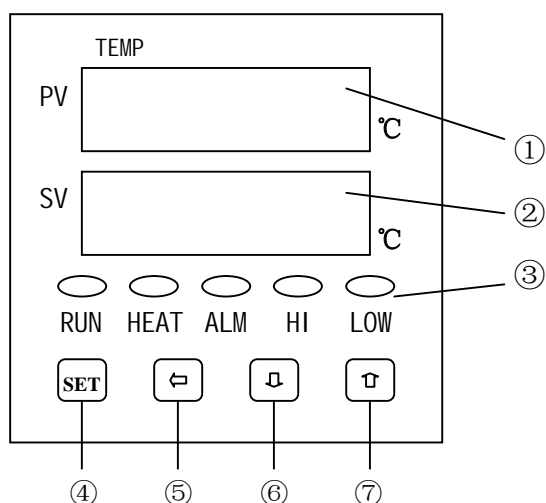 TEMP
PV
℃
①
SV
②
℃
③
RUN HEAT ALM HI LOW
SET ⇦ ⇩ ⇧
④ ⑤ ⑥ ⑦